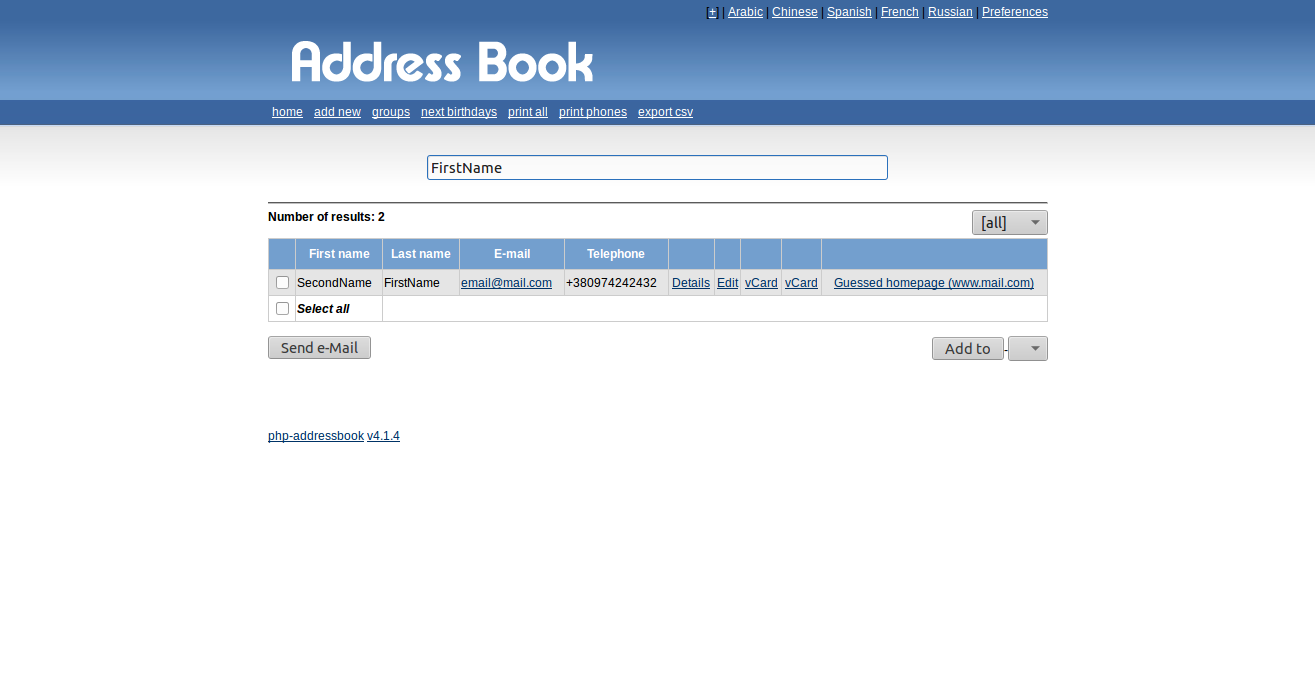 [+] | Arabic | Chinese | Spanish | French | Russian | Preferences
Address Book
home add new groups next birthdays print all print phones export csv
FirstName
Number of results: 2 [all]
First name Last name E-mail Telephone
SecondName FirstName email@mail.com +380974242432 Details Edit vCard vCard Guessed homepage (www.mail.com)
Select all
Send e-Mail Add to -
php-addressbook v4.1.4